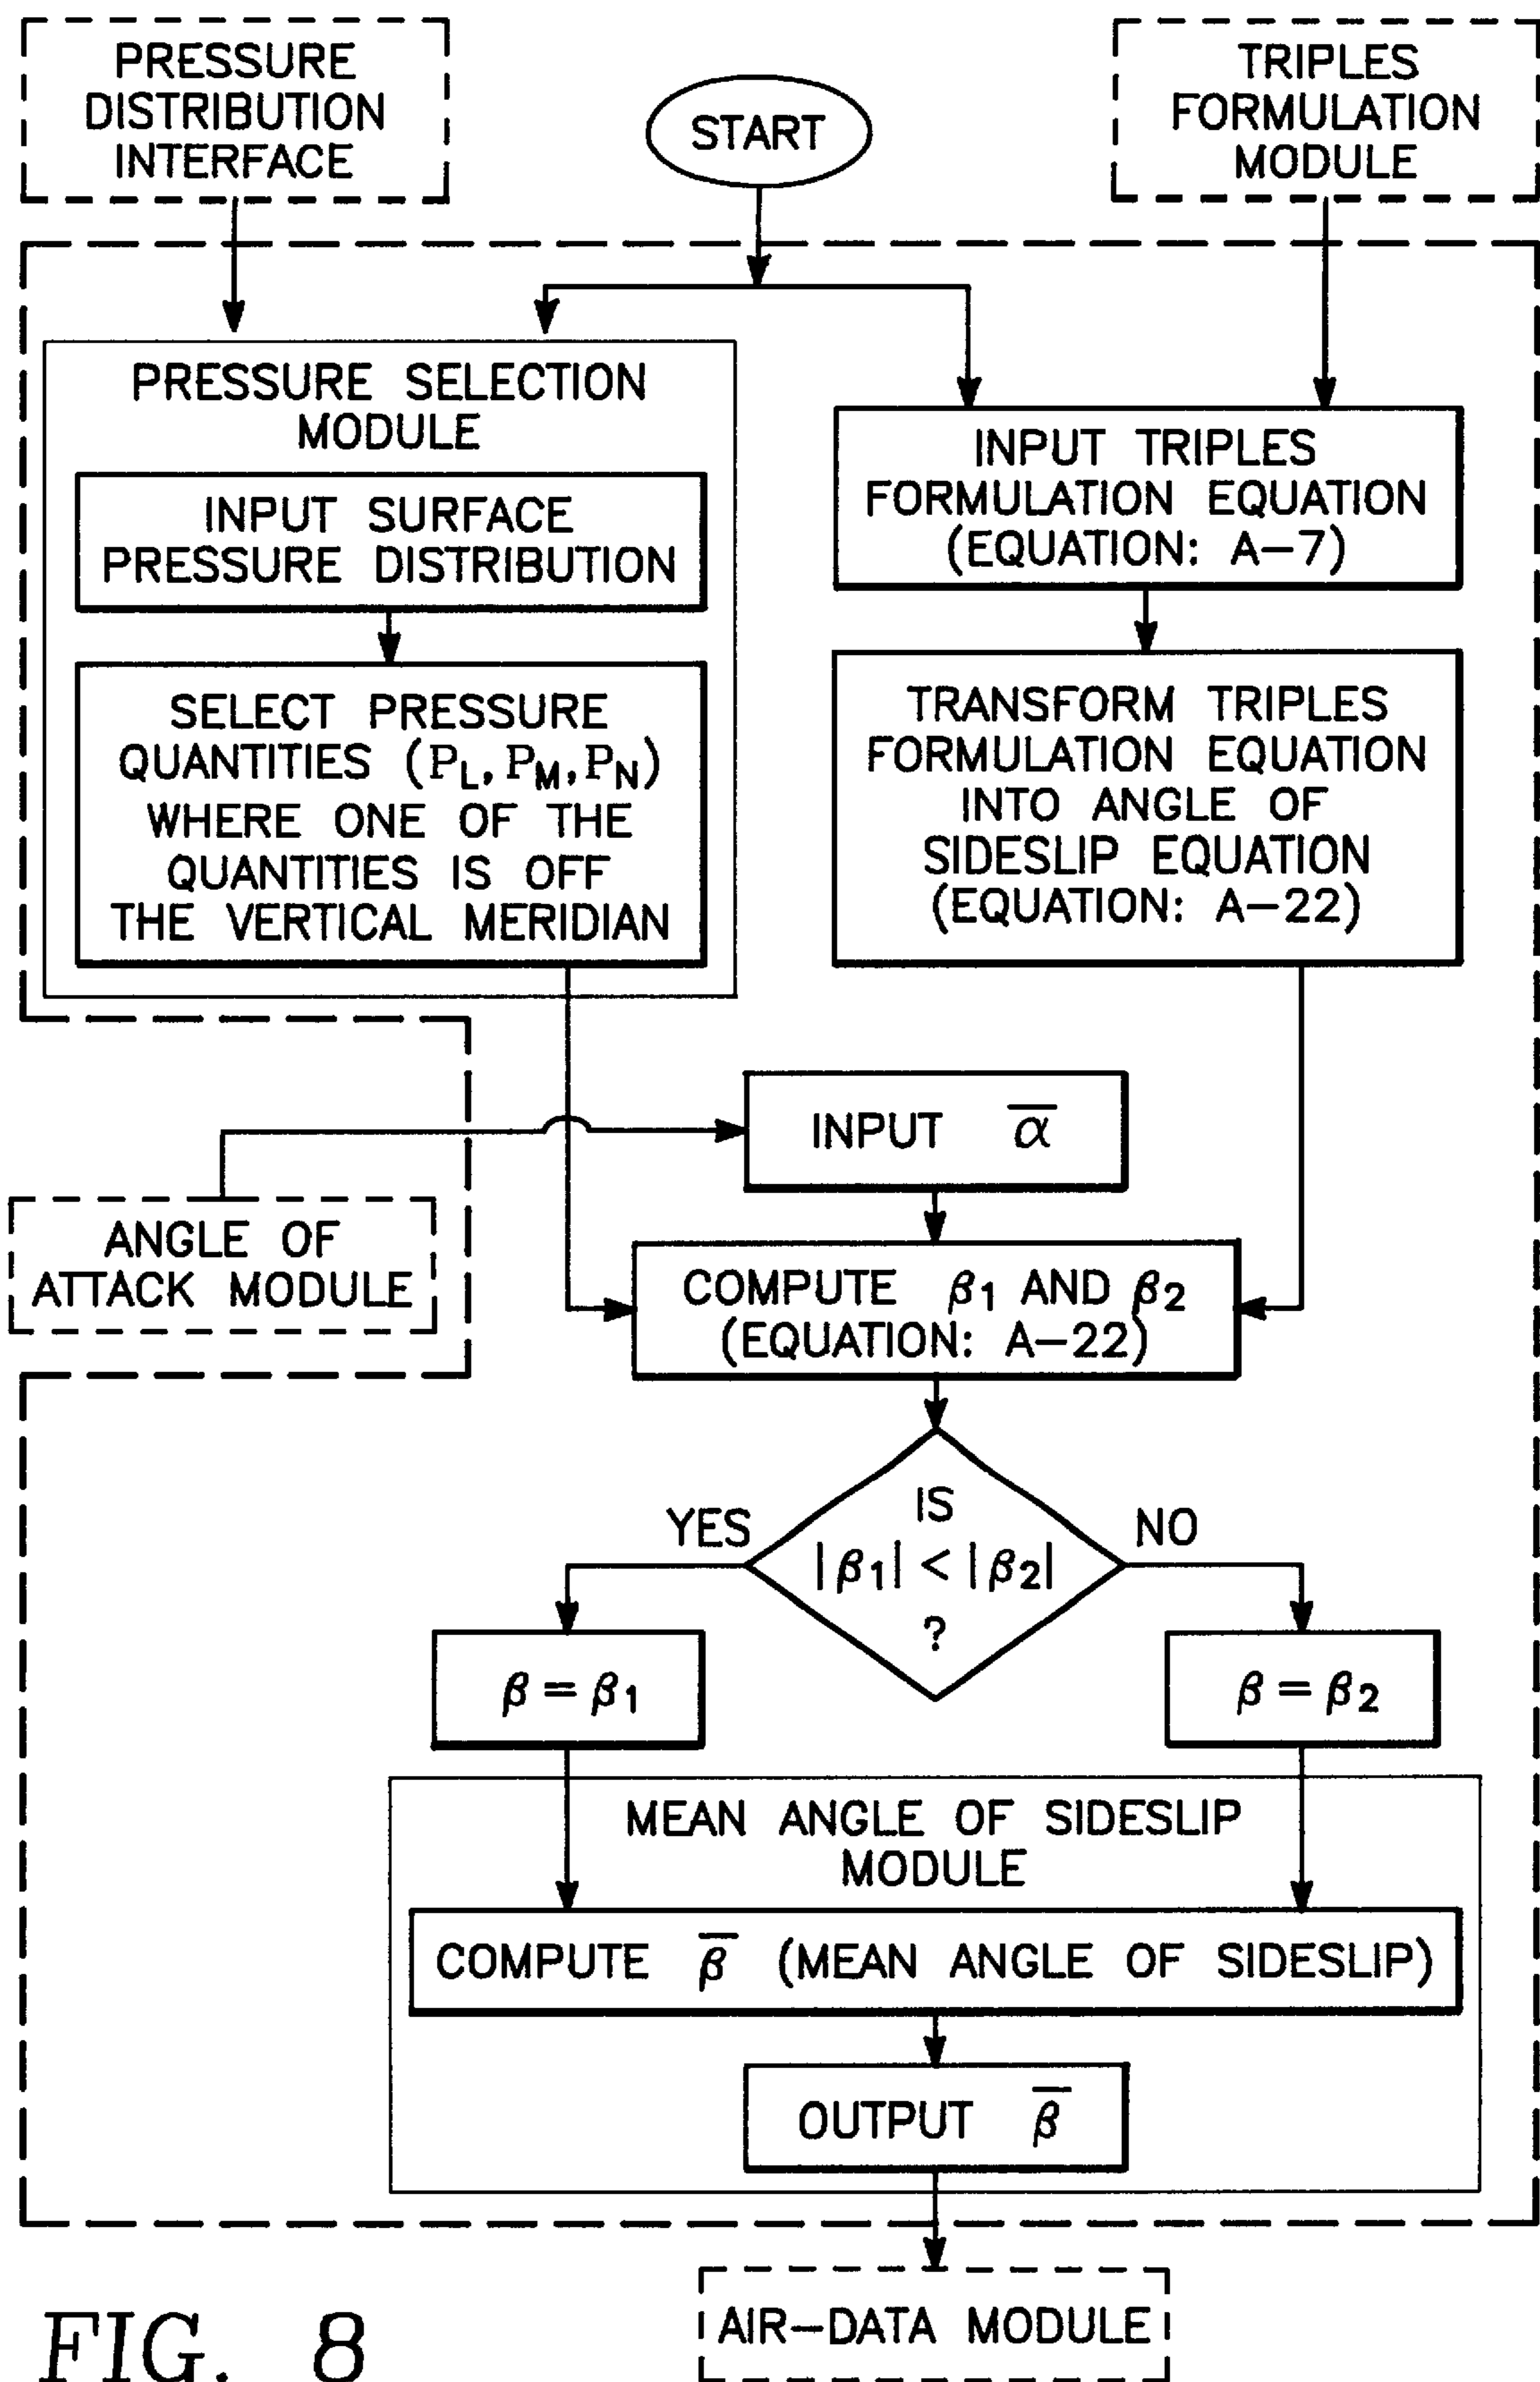 PRESSURE
DISTRIBUTION
INTERFACE
START
TRIPLES
FORMULATION
MODULE
PRESSURE SELECTION
MODULE
INPUT SURFACE
PRESSURE DISTRIBUTION
SELECT PRESSURE
QUANTITIES (P_L, P_M, P_N)
WHERE ONE OF THE
QUANTITIES IS OFF
THE VERTICAL MERIDIAN
INPUT TRIPLES
FORMULATION EQUATION
(EQUATION: A-7)
TRANSFORM TRIPLES
FORMULATION EQUATION
INTO ANGLE OF
SIDESLIP EQUATION
(EQUATION: A-22)
INPUT α̅
ANGLE OF
ATTACK MODULE
COMPUTE β₁ AND β₂
(EQUATION: A-22)
IS
|β₁| < |β₂|
?
YES
NO
β = β₁
β = β₂
MEAN ANGLE OF SIDESLIP
MODULE
COMPUTE β̅ (MEAN ANGLE OF SIDESLIP)
OUTPUT β̅
AIR-DATA MODULE
FIG. 8